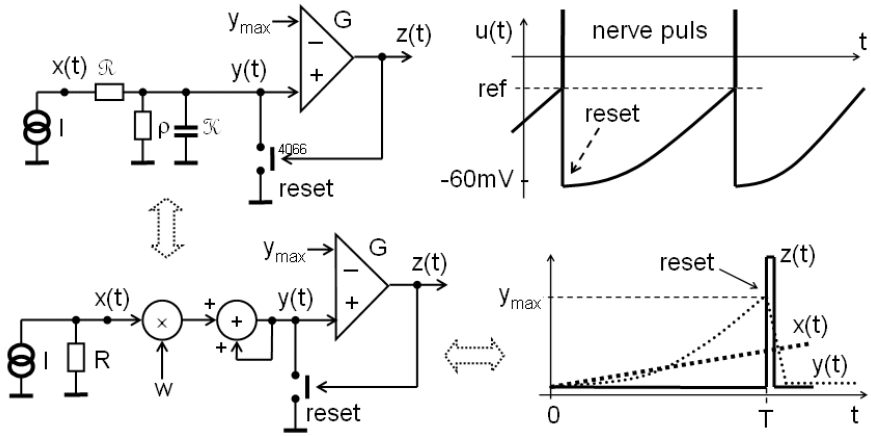 y_max G z(t)
−
x(t) ℛ y(t) +
I ρ 𝒦 4066
reset
u(t) nerve puls t
ref
reset
-60mV
y_max G z(t)
−
x(t) + y(t) +
× +
I R +
w reset
reset z(t)
y_max
x(t)
y(t)
0 T t